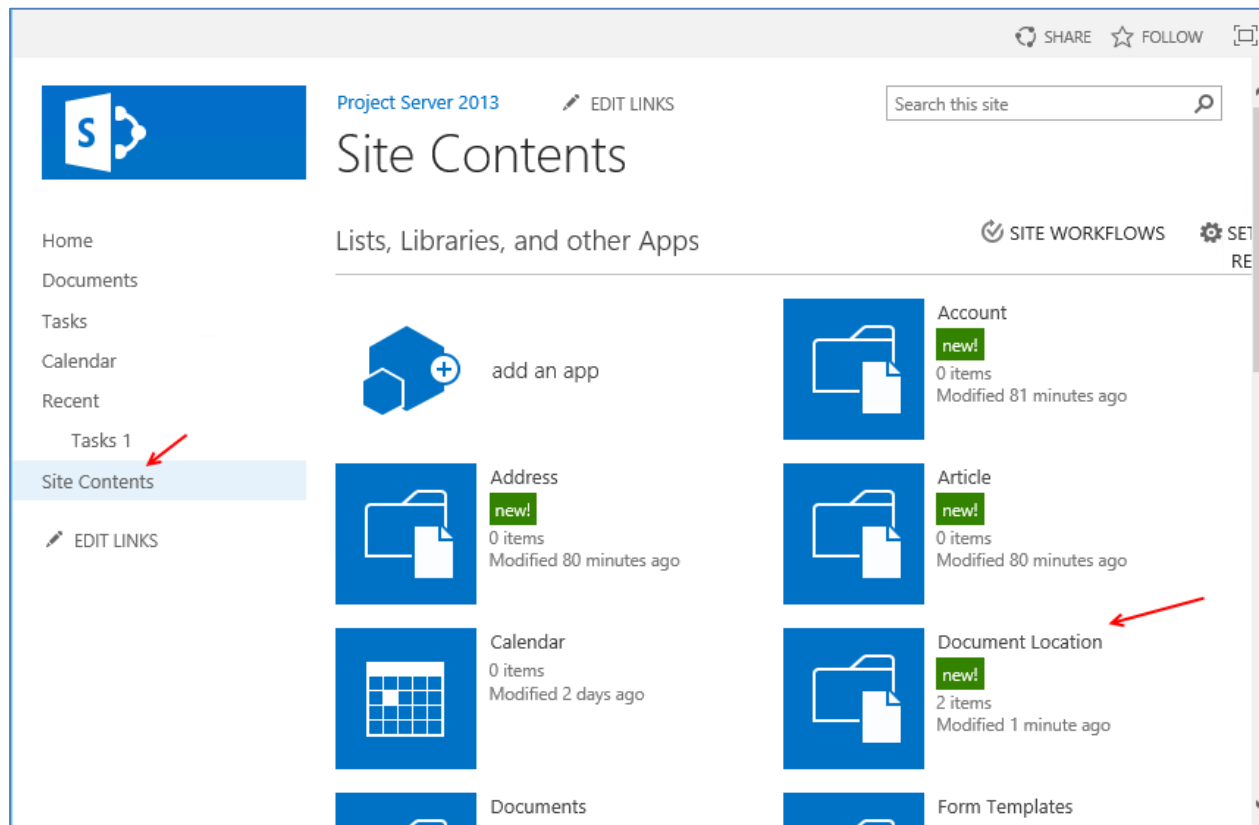 SHARE FOLLOW
S
Project Server 2013 EDIT LINKS Search this site
Site Contents
Home
Documents
Tasks
Calendar
Recent
Tasks 1
Site Contents
EDIT LINKS
Lists, Libraries, and other Apps
SITE WORKFLOWS SET
RE
add an app
Account
new!
0 items
Modified 81 minutes ago
Address
new!
0 items
Modified 80 minutes ago
Article
new!
0 items
Modified 80 minutes ago
Calendar
0 items
Modified 2 days ago
Document Location
new!
2 items
Modified 1 minute ago
Documents
Form Templates